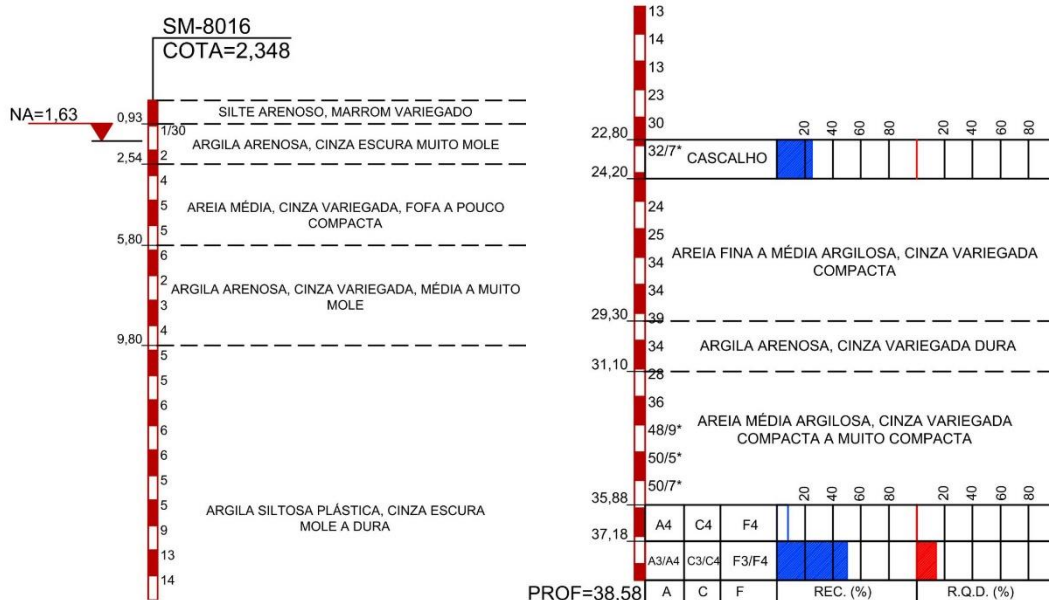 SM-8016
COTA=2,348
NA=1,63
0,93
SILTE ARENOSO, MARROM VARIEGADO
1/30
ARGILA ARENOSA, CINZA ESCURA MUITO MOLE
2
2,54
4
5
AREIA MÉDIA, CINZA VARIEGADA, FOFA A POUCO
COMPACTA
5
5,80
6
2
ARGILA ARENOSA, CINZA VARIEGADA, MÉDIA A MUITO
MOLE
3
4
9,80
5
5
6
6
6
5
5
ARGILA SILTOSA PLÁSTICA, CINZA ESCURA
MOLE A DURA
9
13
14
13
14
13
23
30
22,80
20 40 60 80 20 40 60 80
32/7* CASCALHO
24,20
24
25
AREIA FINA A MÉDIA ARGILOSA, CINZA VARIEGADA
COMPACTA
34
34
39
29,30
34
ARGILA ARENOSA, CINZA VARIEGADA DURA
31,10
28
36
AREIA MÉDIA ARGILOSA, CINZA VARIEGADA
COMPACTA A MUITO COMPACTA
48/9*
50/5*
50/7*
35,88
20 40 60 80 20 40 60 80
A4 C4 F4
37,18
A3/A4 C3/C4 F3/F4
PROF=38,58 A C F REC. (%) R.Q.D. (%)